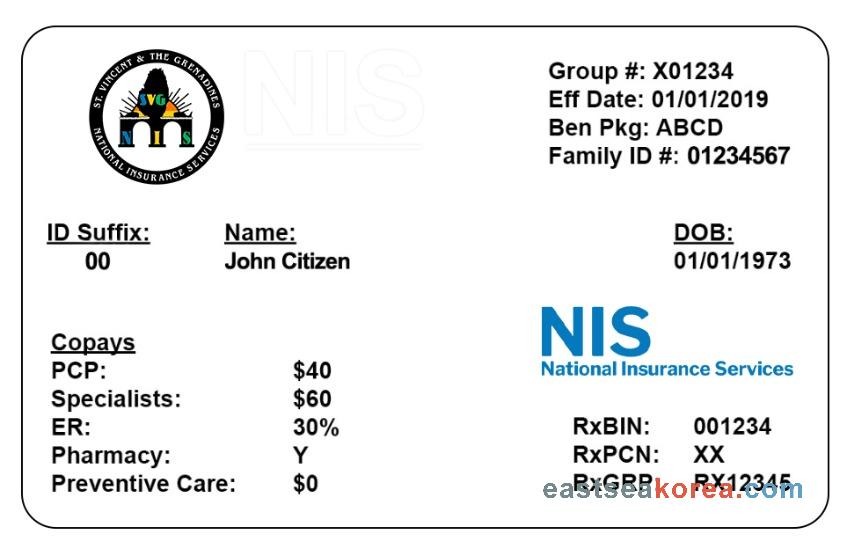 ST. VINCENT & THE GRENADINES
SVG
NIS
NATIONAL INSURANCE SERVICES
NIS
Group #: X01234
Eff Date: 01/01/2019
Ben Pkg: ABCD
Family ID #: 01234567
ID Suffix: Name: DOB:
00 John Citizen 01/01/1973
Copays
PCP: $40
Specialists: $60
ER: 30%
Pharmacy: Y
Preventive Care: $0
NIS
National Insurance Services
RxBIN: 001234
RxPCN: XX
RxGRP: RX12345
eastseakorea.com